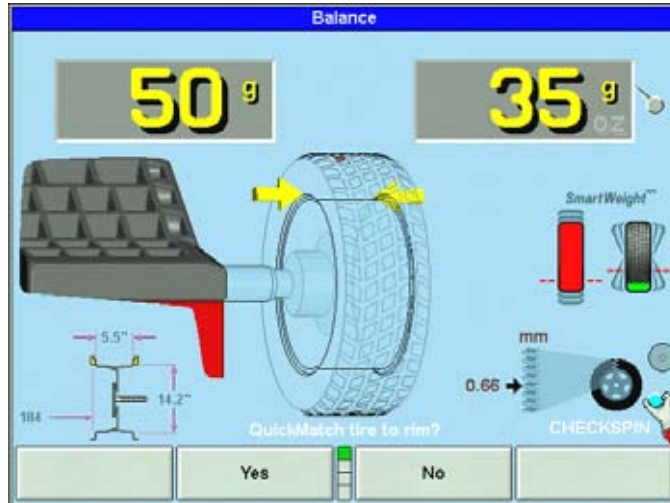 Balance
50 g
35 g
OZ
SmartWeight™
5.5"
14.2"
184
mm
0.66
QuickMatch tire to rim?
CHECKSPIN
Yes
No